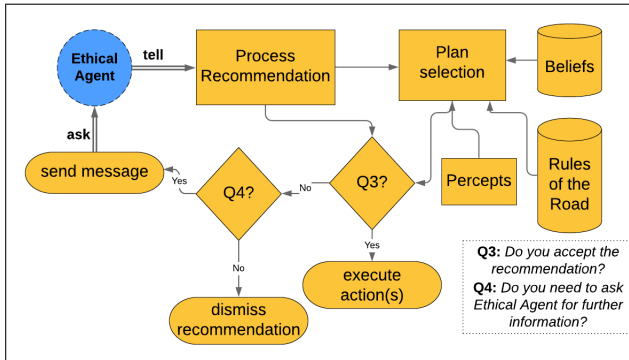 Ethical
Agent
tell
Process
Recommendation
Plan
selection
Beliefs
ask
send message
Yes
Q4?
No
Q3?
Percepts
Rules
of the
Road
No
Yes
dismiss
recommendation
execute
action(s)
Q3: Do you accept the
recommendation?
Q4: Do you need to ask
Ethical Agent for further
information?